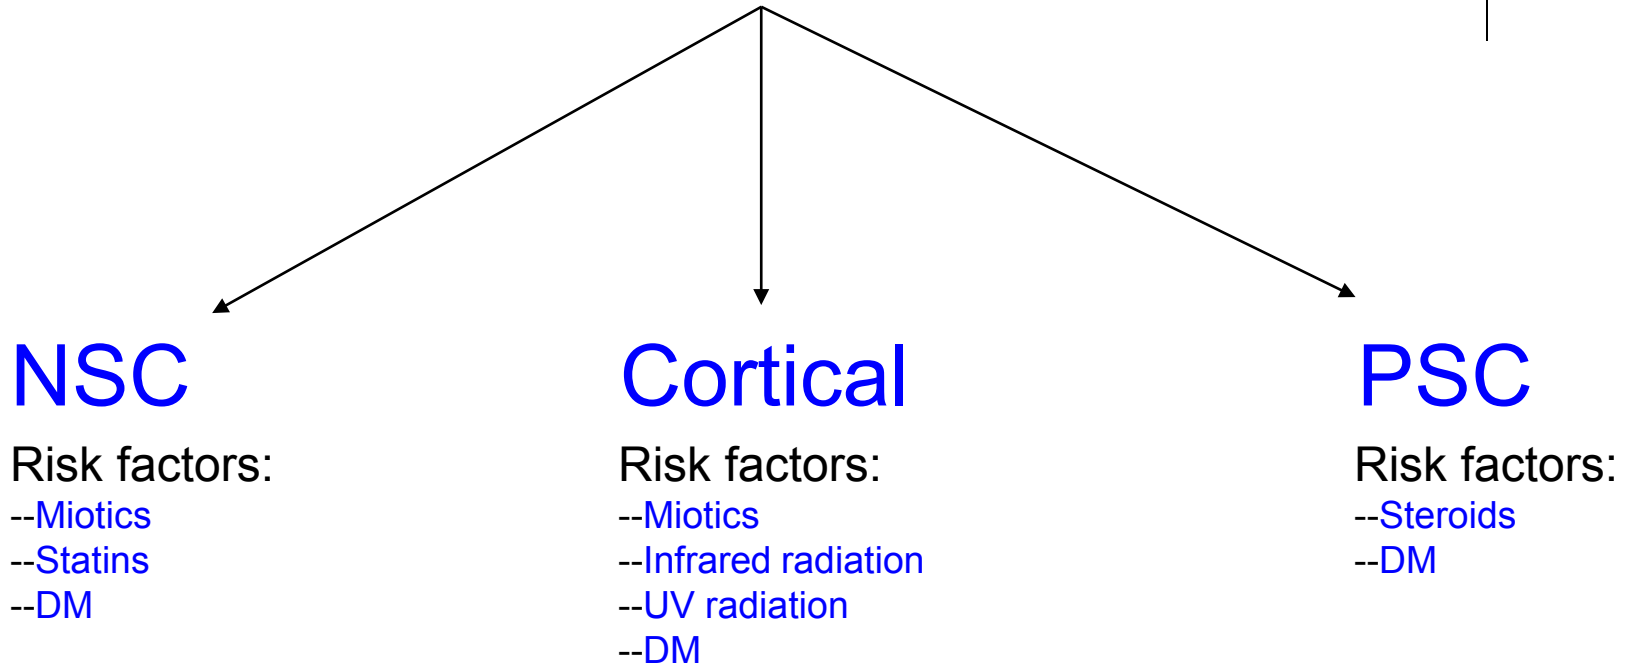 NSC
Risk factors:
--Miotics
--Statins
--DM
Cortical
Risk factors:
--Miotics
--Infrared radiation
--UV radiation
--DM
PSC
Risk factors:
--Steroids
--DM